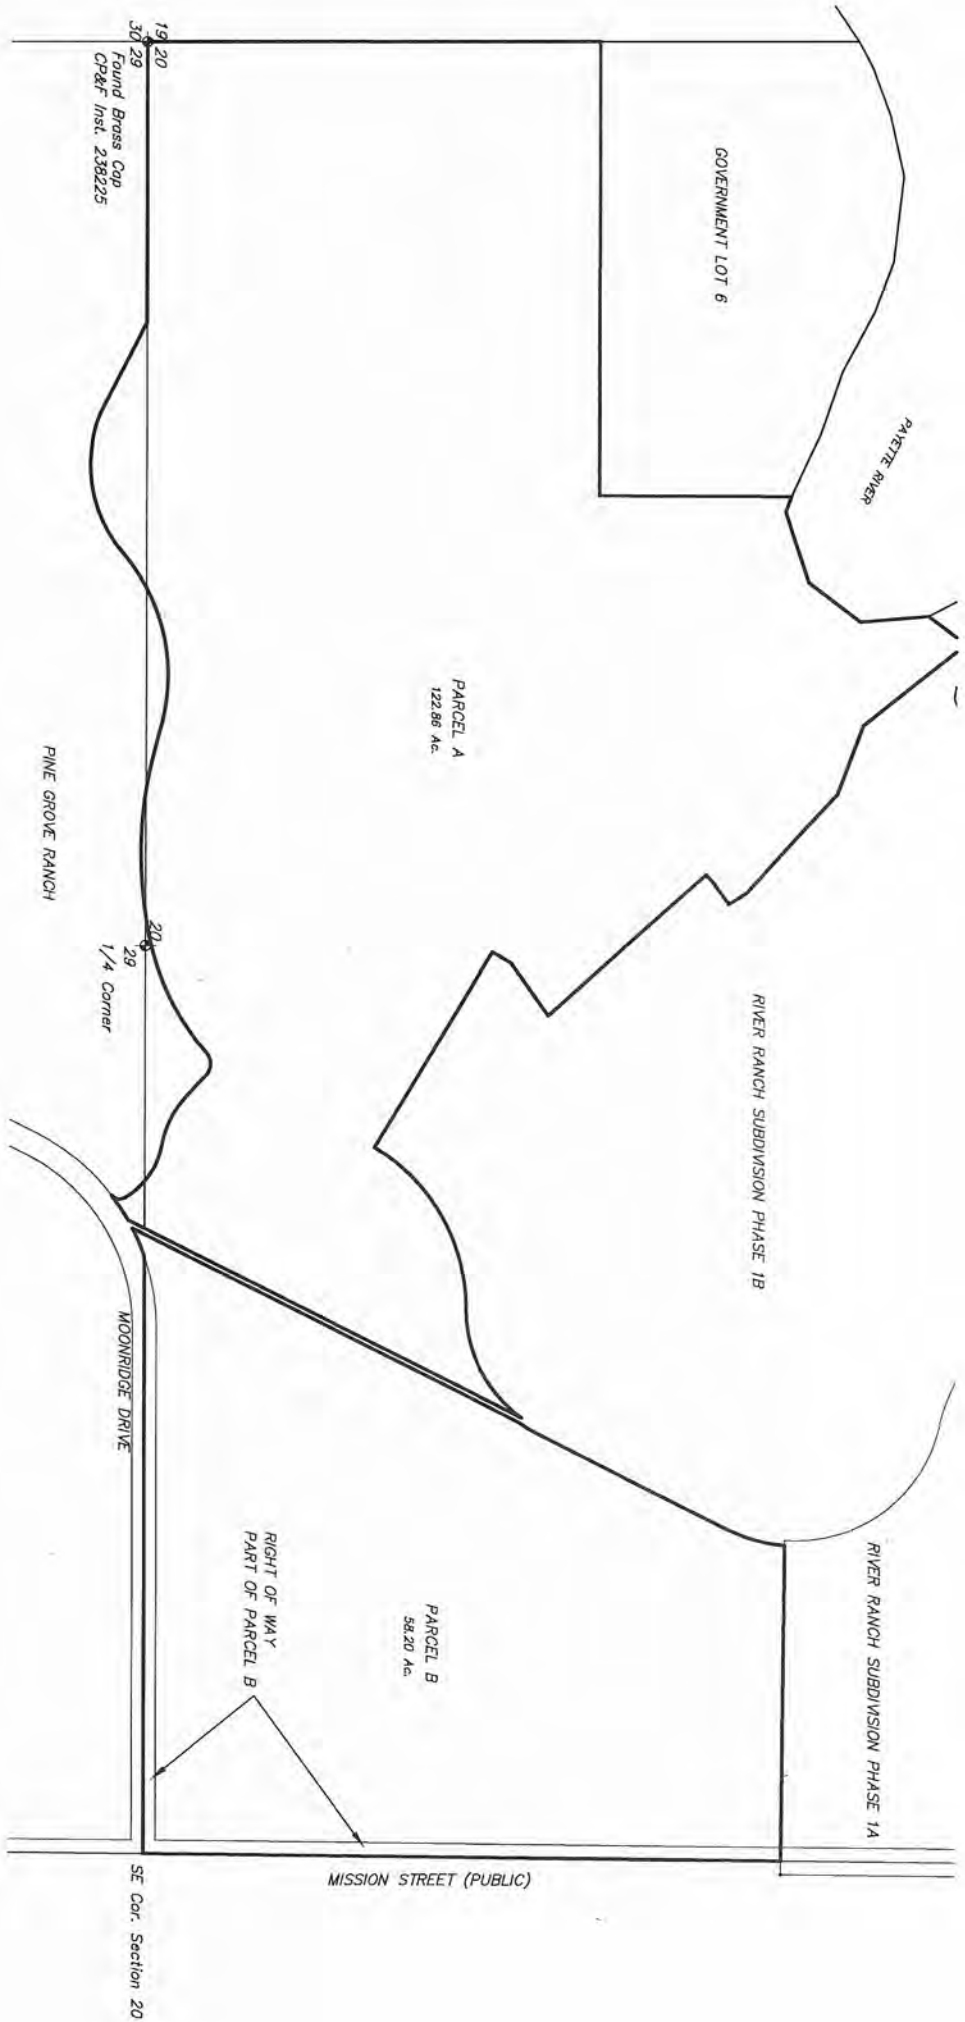 PAYETTE RIVER
GOVERNMENT LOT 6
RIVER RANCH SUBDIVISION PHASE 1A
RIVER RANCH SUBDIVISION PHASE 1B
PARCEL A
122.86 Ac.
PARCEL B
58.20 Ac.
RIGHT OF WAY
PART OF PARCEL B
MISSION STREET (PUBLIC)
19 20
30 29
Found Brass Cap
CP&F Inst. 238225
20
29
1/4 Corner
MOONRIDGE DRIVE
SE Cor. Section 20
PINE GROVE RANCH